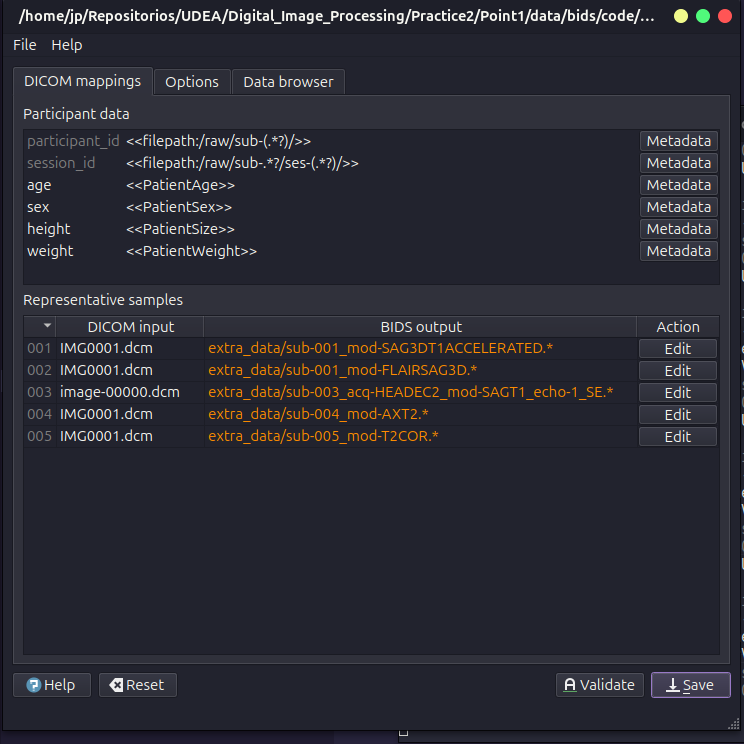 /home/jp/Repositorios/UDEA/Digital_Image_Processing/Practice2/Point1/data/bids/code/...
File Help
DICOM mappings Options Data browser
Participant data
participant_id <<filepath:/raw/sub-(.*?)/>> Metadata
session_id <<filepath:/raw/sub-.*?/ses-(.*?)/>> Metadata
age <<PatientAge>> Metadata
sex <<PatientSex>> Metadata
height <<PatientSize>> Metadata
weight <<PatientWeight>> Metadata
Representative samples
DICOM input BIDS output Action
001 IMG0001.dcm extra_data/sub-001_mod-SAG3DT1ACCELERATED.* Edit
002 IMG0001.dcm extra_data/sub-001_mod-FLAIRSAG3D.* Edit
003 image-00000.dcm extra_data/sub-003_acq-HEADEC2_mod-SAGT1_echo-1_SE.* Edit
004 IMG0001.dcm extra_data/sub-004_mod-AXT2.* Edit
005 IMG0001.dcm extra_data/sub-005_mod-T2COR.* Edit
Help Reset Validate Save